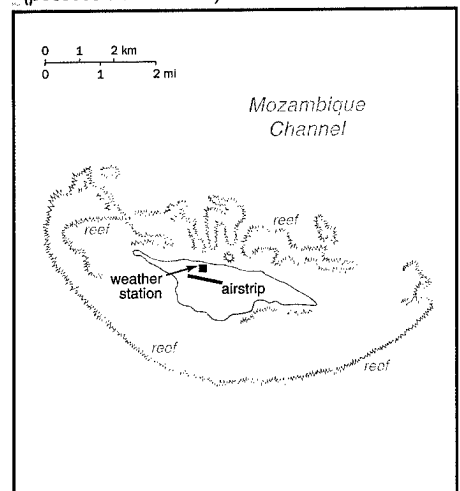 0 1 2 km
0 1 2 mi
Mozambique
Channel
reef
reef
weather
station
airstrip
reef
reef